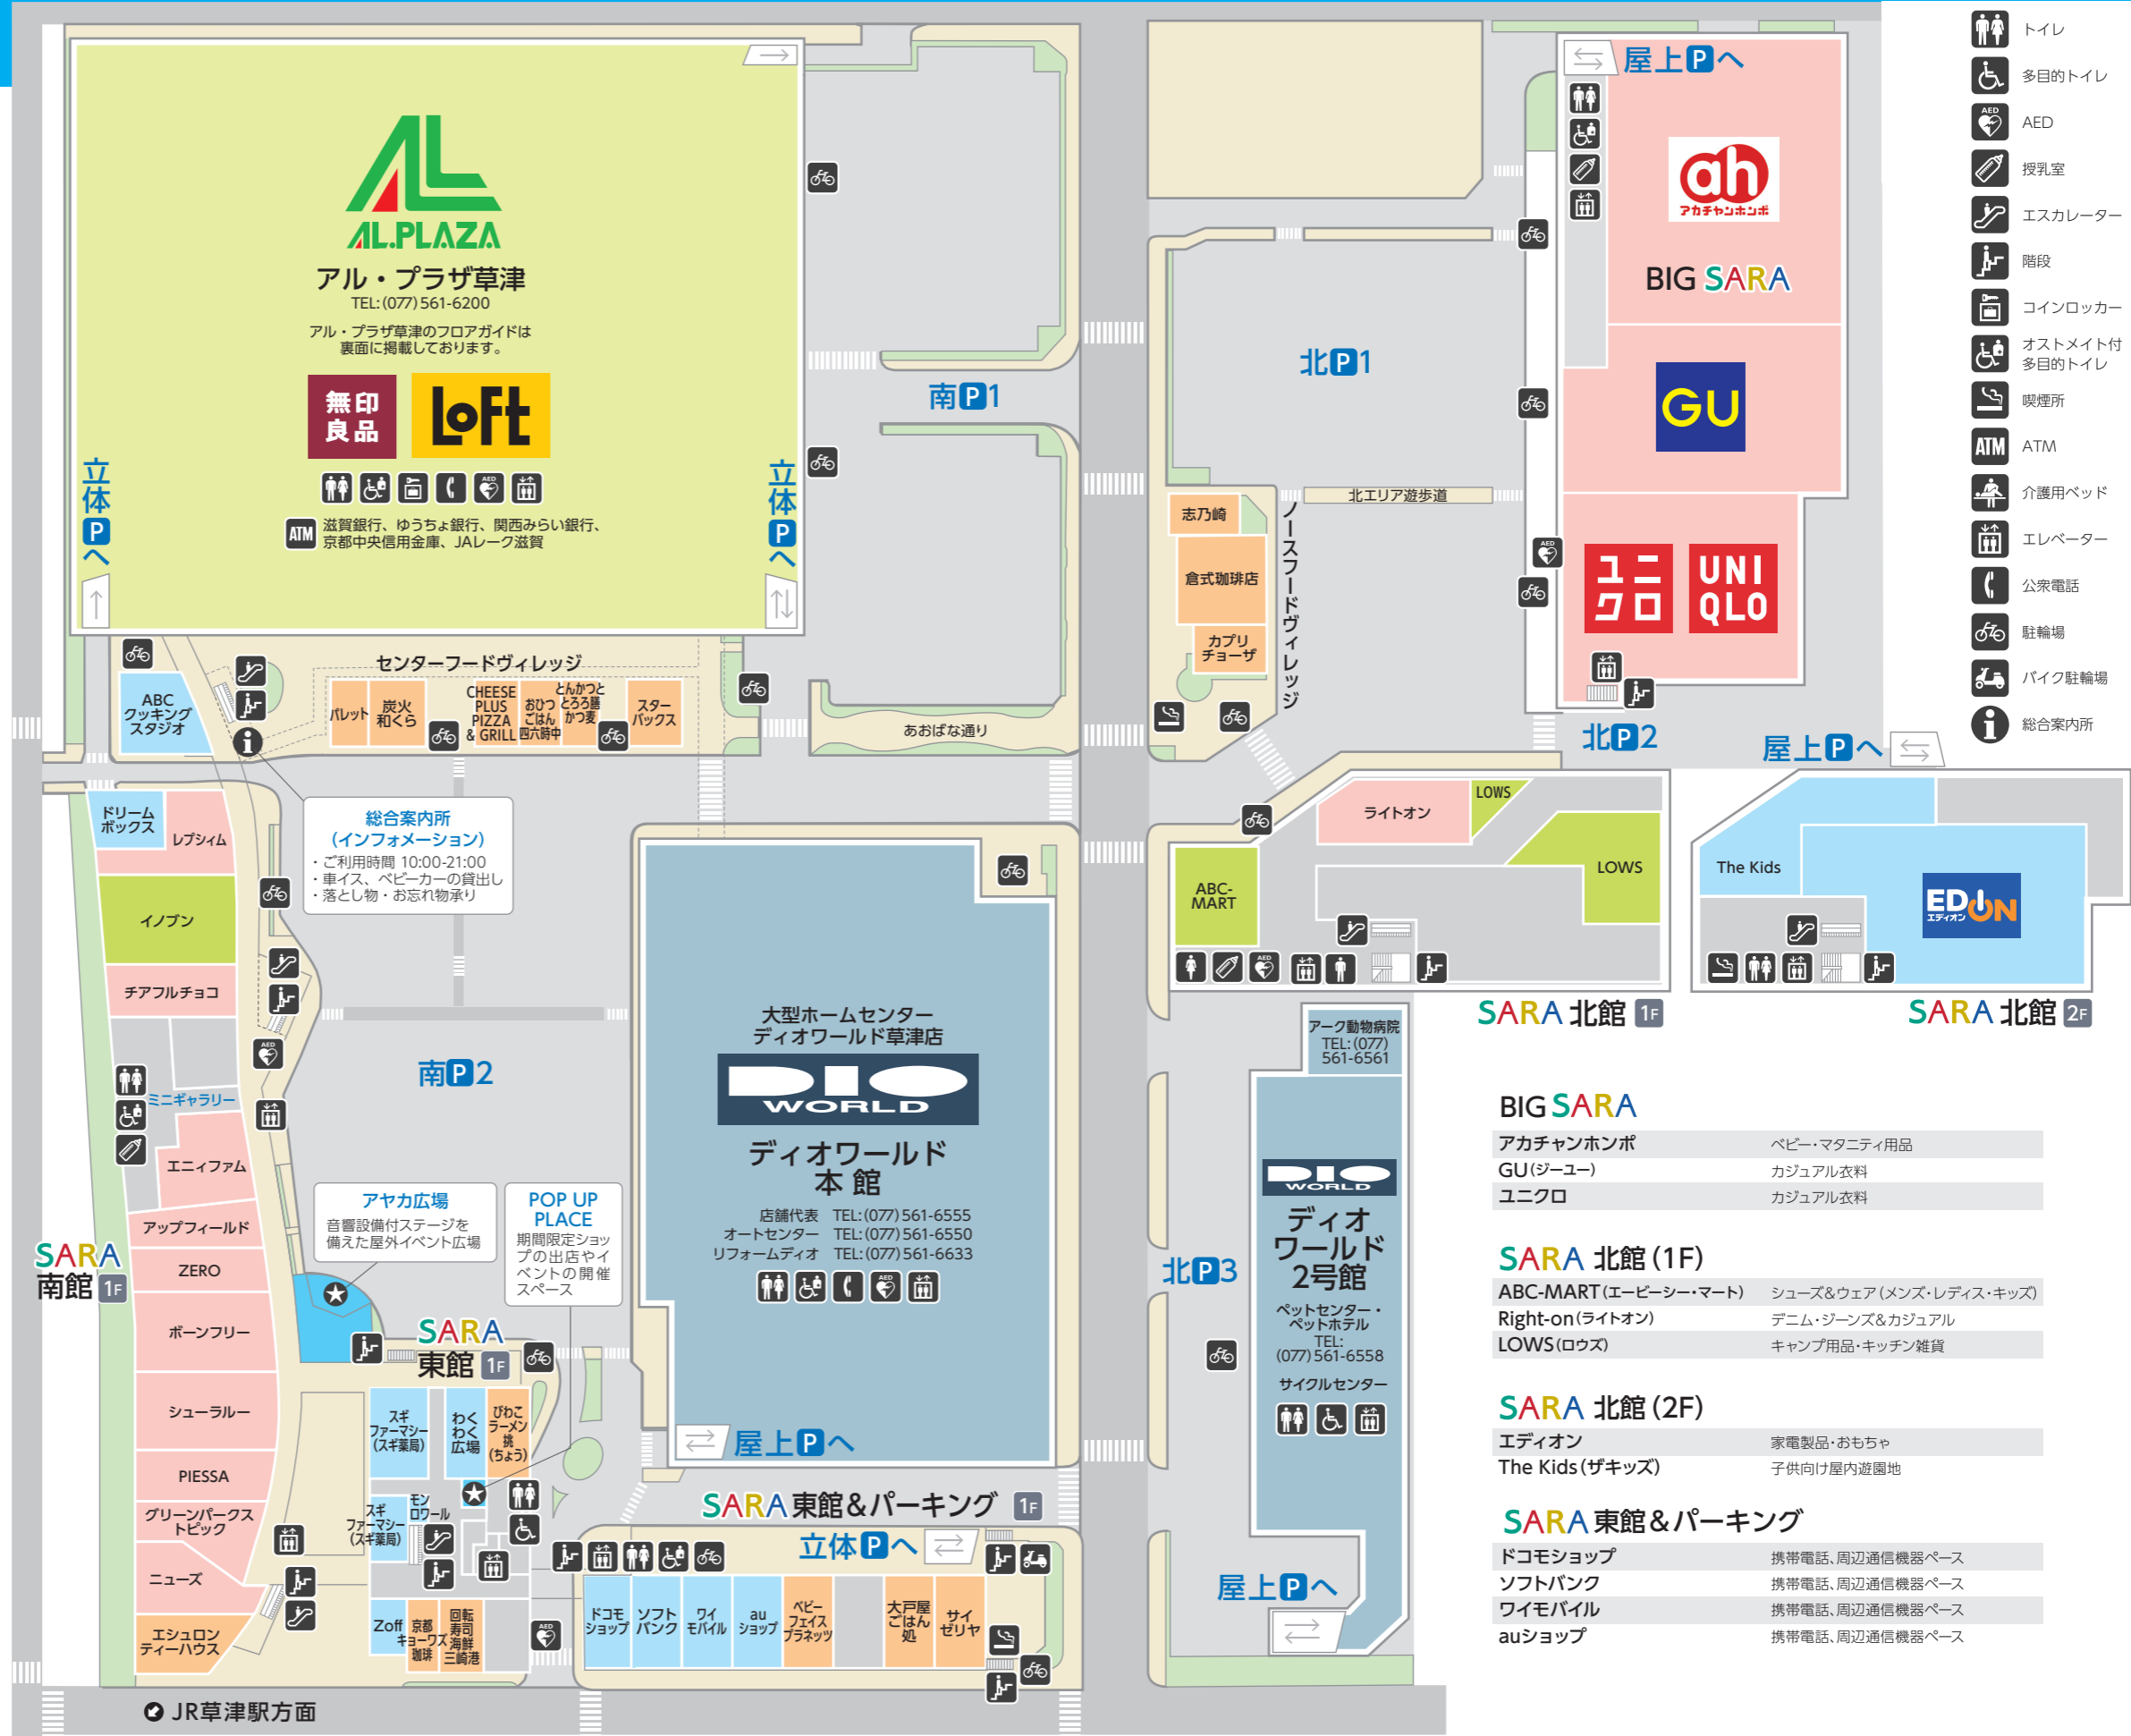 AL.PLAZA
アル・プラザ草津
TEL:(077)561-6200
アル・プラザ草津のフロアガイドは
裏面に掲載しております。
無印
良品
LOFT
ATM
滋賀銀行、ゆうちょ銀行、関西みらい銀行、
京都中央信用金庫、JAレーク滋賀
立体Pへ
立体Pへ
南P1
北P1
屋上Pへ
ah
アカチャンホンポ
BIG SARA
GU
ユニ
クロ
UNI
QLO
AED
北エリア遊歩道
ノースフードヴィレッジ
志乃崎
倉式珈琲店
カプリ
チョーザ
北P2
屋上Pへ
トイレ
多目的トイレ
AED
AED
授乳室
エスカレーター
階段
コインロッカー
オストメイト付
多目的トイレ
喫煙所
ATM
ATM
介護用ベッド
エレベーター
公衆電話
駐輪場
バイク駐輪場
総合案内所
センターフードヴィレッジ
ABC
クッキング
スタジオ
パレット
炭火
和くら
CHEESE
PLUS
PIZZA
& GRILL
おひつ
ごはん
四六時中
とんかつと
とろろ膳
かつ麦
スター
バックス
あおばな通り
総合案内所
(インフォメーション)
・ご利用時間 10:00-21:00
・車イス、ベビーカーの貸出し
・落とし物・お忘れ物承り
ドリーム
ボックス
レプシィム
イノブン
チアフルチョコ
AED
ミニギャラリー
エニィファム
アップフィールド
ZERO
ボーンフリー
シューラルー
PIESSA
グリーンパークス
トピック
ニューズ
エシュロン
ティーハウス
SARA
南館 1F
南P2
アヤカ広場
音響設備付ステージを
備えた屋外イベント広場
POP UP
PLACE
期間限定ショッ
プの出店やイ
ベントの開催
スペース
SARA
東館 1F
スギ
ファーマシー
(スギ薬局)
わく
わく
広場
びわこ
ラーメン
挑
(ちょう)
スギ
ファーマシー
(スギ薬局)
モン
ロワール
Zoff
京都
キョーワズ
珈琲
回転
寿司
海鮮
三崎港
AED
大型ホームセンター
ディオワールド草津店
DIO
WORLD
ディオワールド
本館
店舗代表 TEL:(077)561-6555
オートセンター TEL:(077)561-6550
リフォームディオ TEL:(077)561-6633
AED
屋上Pへ
SARA 東館&パーキング 1F
立体Pへ
ドコモ
ショップ
ソフト
バンク
ワイ
モバイル
au
ショップ
ベビー
フェイス
プラネッツ
大戸屋
ごはん
処
サイ
ゼリヤ
ライトオン
LOWS
LOWS
ABC-
MART
AED
SARA 北館 1F
The Kids
EDION
エディオン
SARA 北館 2F
アーク動物病院
TEL:(077)
561-6561
DIO
WORLD
ディオ
ワールド
2号館
ペットセンター・
ペットホテル
TEL:
(077)561-6558
サイクルセンター
北P3
屋上Pへ
BIG SARA
アカチャンホンポ ベビー・マタニティ用品
GU(ジーユー) カジュアル衣料
ユニクロ カジュアル衣料
SARA 北館(1F)
ABC-MART(エービーシー・マート) シューズ&ウェア(メンズ・レディス・キッズ)
Right-on(ライトオン) デニム・ジーンズ&カジュアル
LOWS(ロウズ) キャンプ用品・キッチン雑貨
SARA 北館(2F)
エディオン 家電製品・おもちゃ
The Kids(ザキッズ) 子供向け屋内遊園地
SARA 東館&パーキング
ドコモショップ 携帯電話、周辺通信機器ペース
ソフトバンク 携帯電話、周辺通信機器ペース
ワイモバイル 携帯電話、周辺通信機器ペース
auショップ 携帯電話、周辺通信機器ペース
JR草津駅方面